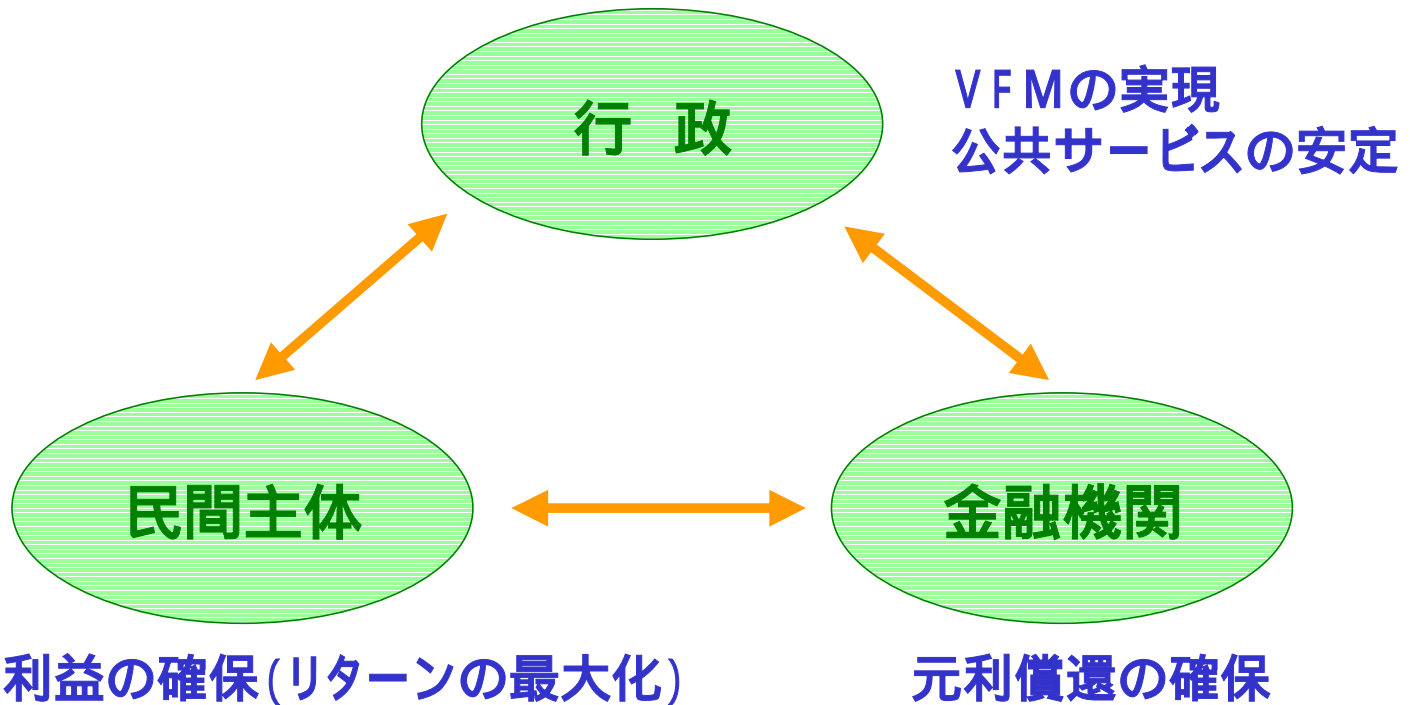 行 政
VFMの実現
公共サービスの安定
民間主体
金融機関
利益の確保(リターンの最大化)
元利償還の確保